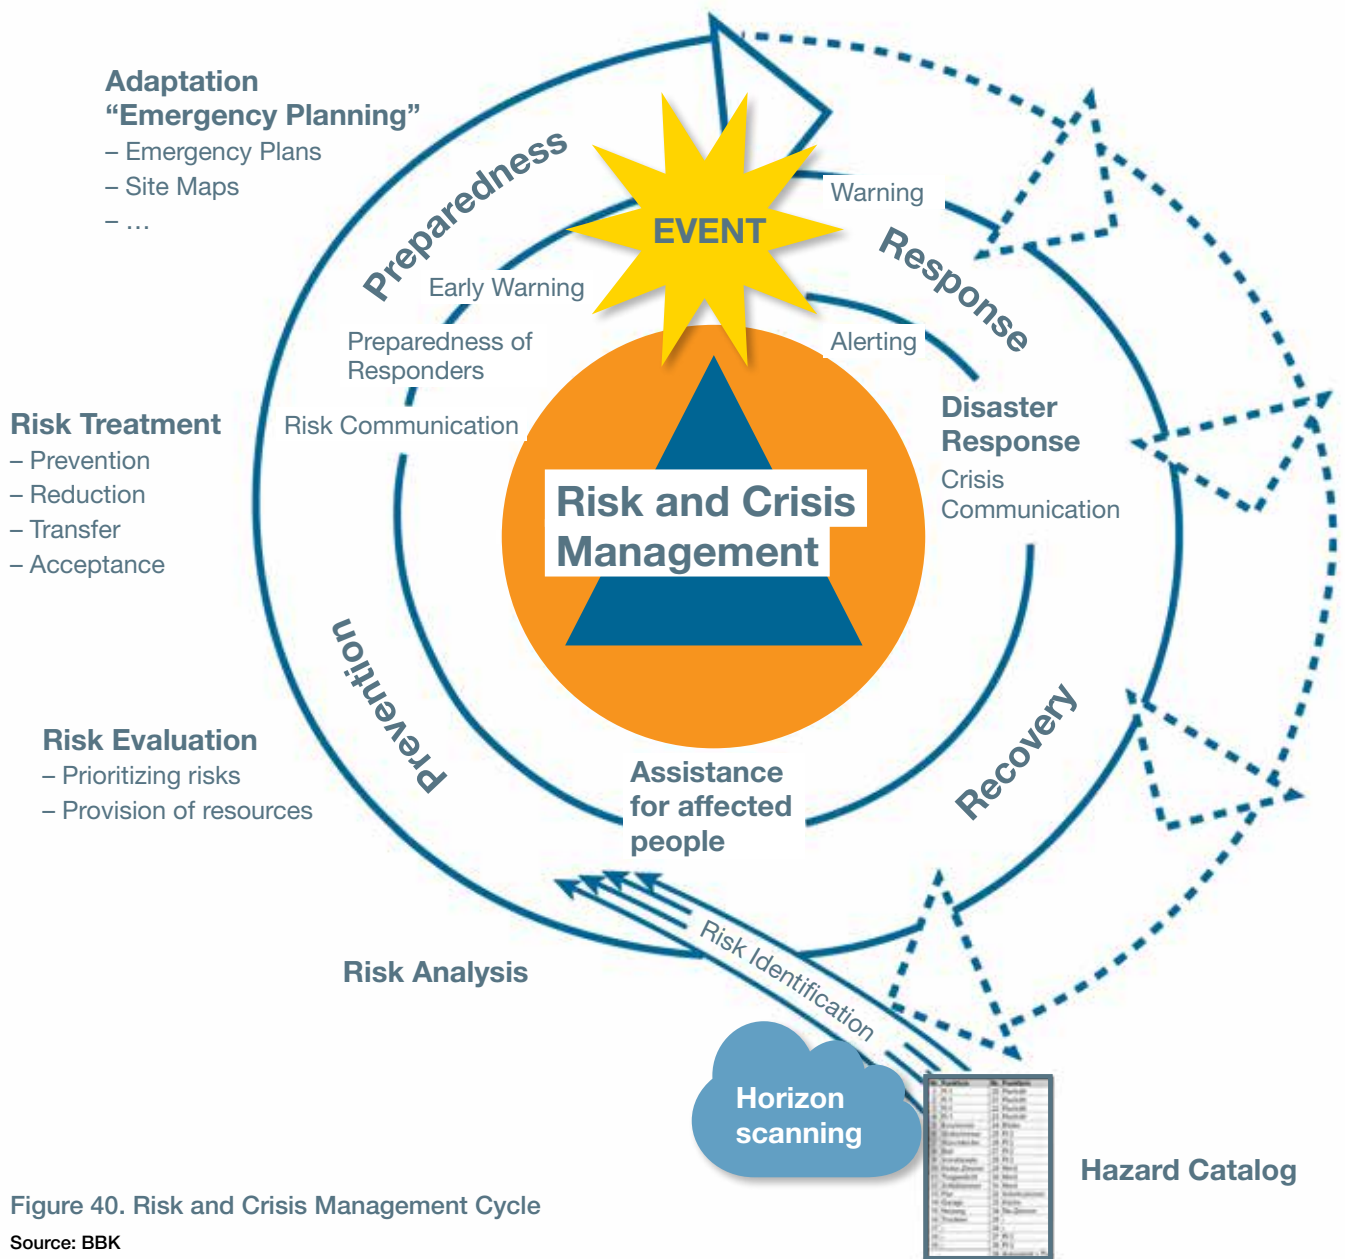 Adaptation
“Emergency Planning”
– Emergency Plans
– Site Maps
– …
Preparedness
EVENT
Warning
Response
Early Warning
Alerting
Preparedness of
Responders
Risk Treatment
– Prevention
– Reduction
– Transfer
– Acceptance
Risk Communication
Disaster
Response
Crisis
Communication
Risk and Crisis
Management
Prevention
Recovery
Risk Evaluation
– Prioritizing risks
– Provision of resources
Assistance
for affected
people
Risk Analysis
Risk Identification
Horizon
scanning
Hazard Catalog
Figure 40. Risk and Crisis Management Cycle
Source: BBK